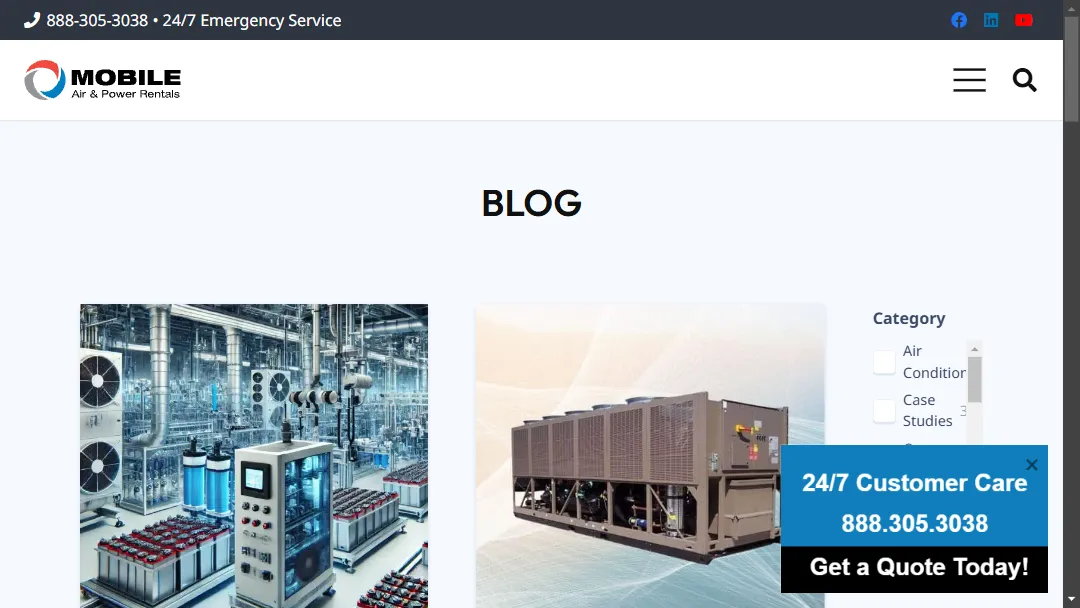 888-305-3038 • 24/7 Emergency Service
MOBILE
Air & Power Rentals
BLOG
Category
Air
Condition
Case
Studies
3
24/7 Customer Care
888.305.3038
Get a Quote Today!